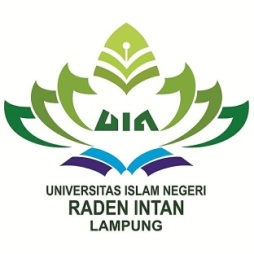 UIN
UNIVERSITAS ISLAM NEGERI
RADEN INTAN
LAMPUNG